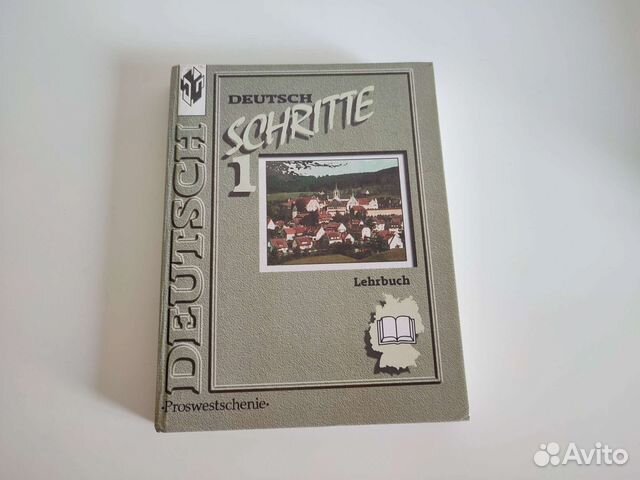 DEUTSCH
DEUTSCH
SCHRITTE
1
Lehrbuch
·Proswestschenie·
Avito